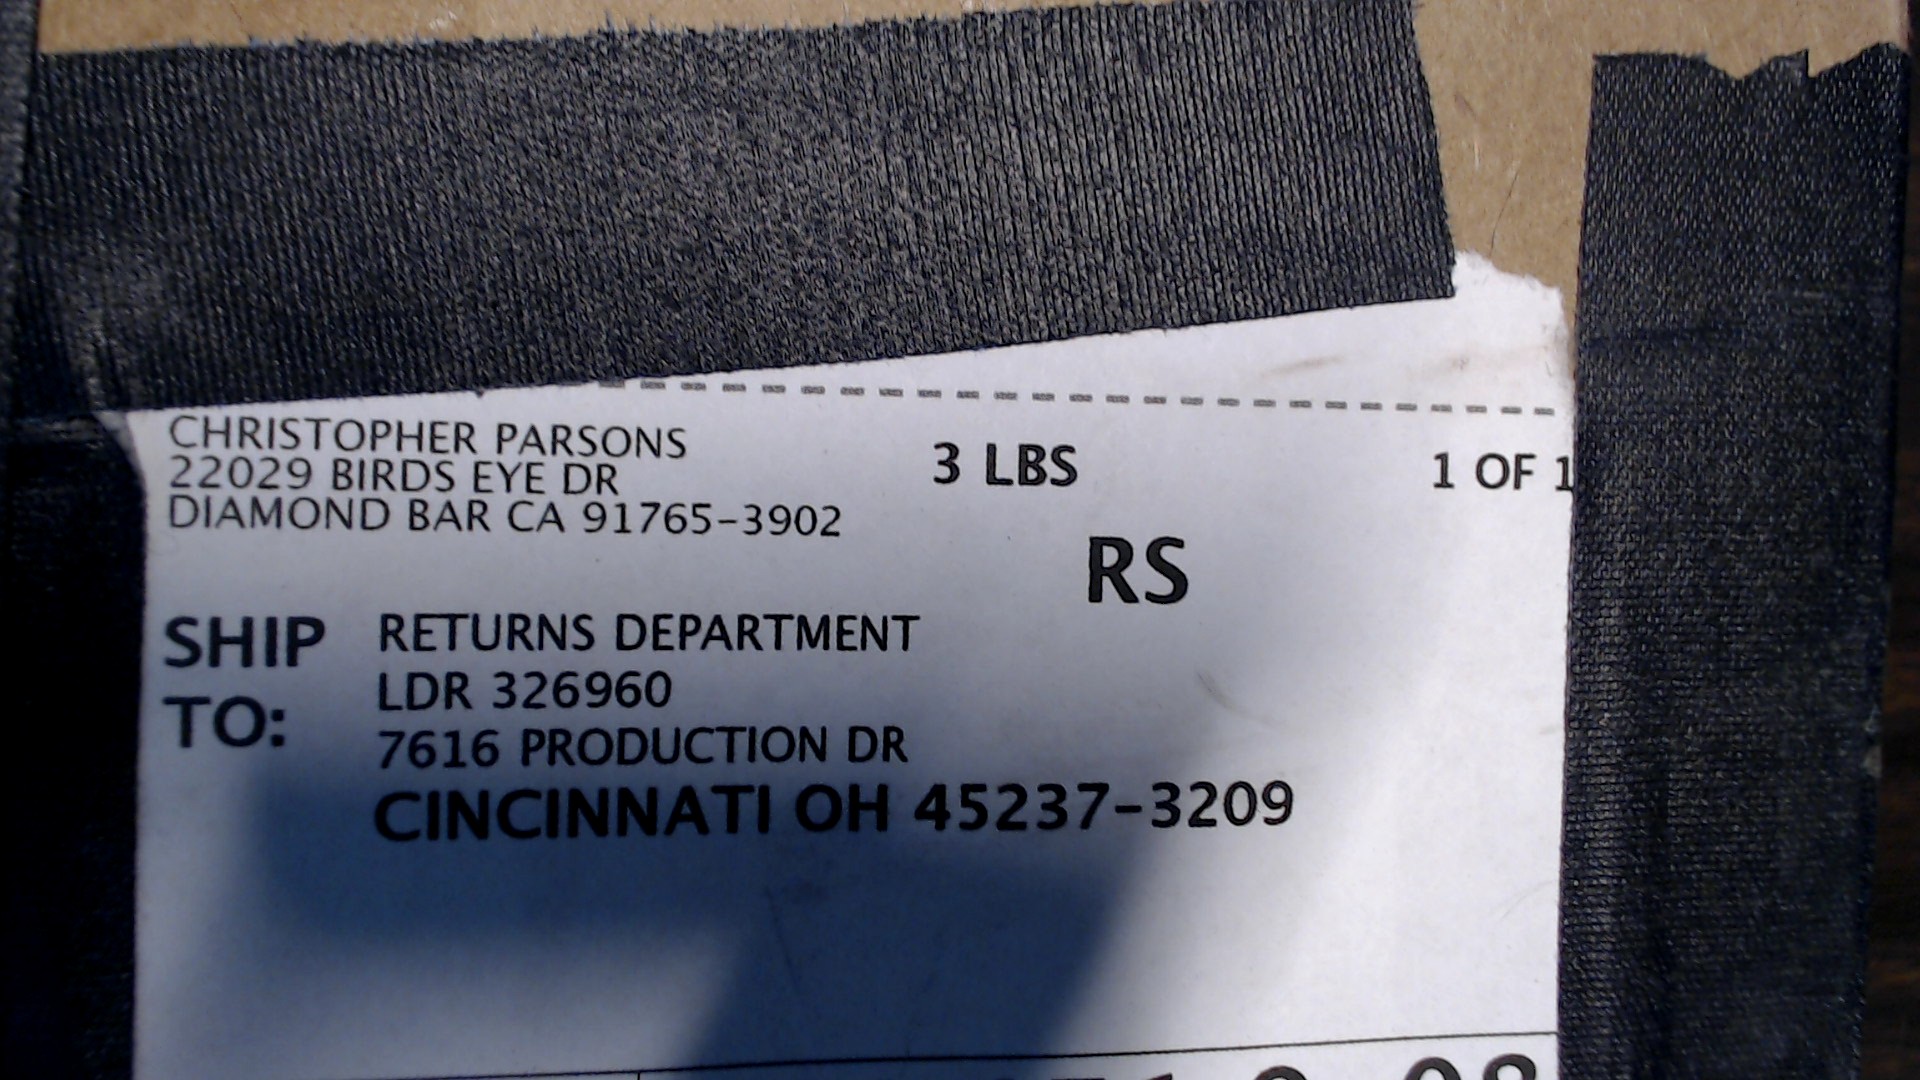 CHRISTOPHER PARSONS
22029 BIRDS EYE DR
DIAMOND BAR CA 91765-3902
3 LBS
1 OF 1
RS
SHIP TO:
RETURNS DEPARTMENT
LDR 326960
7616 PRODUCTION DR
CINCINNATI OH 45237-3209